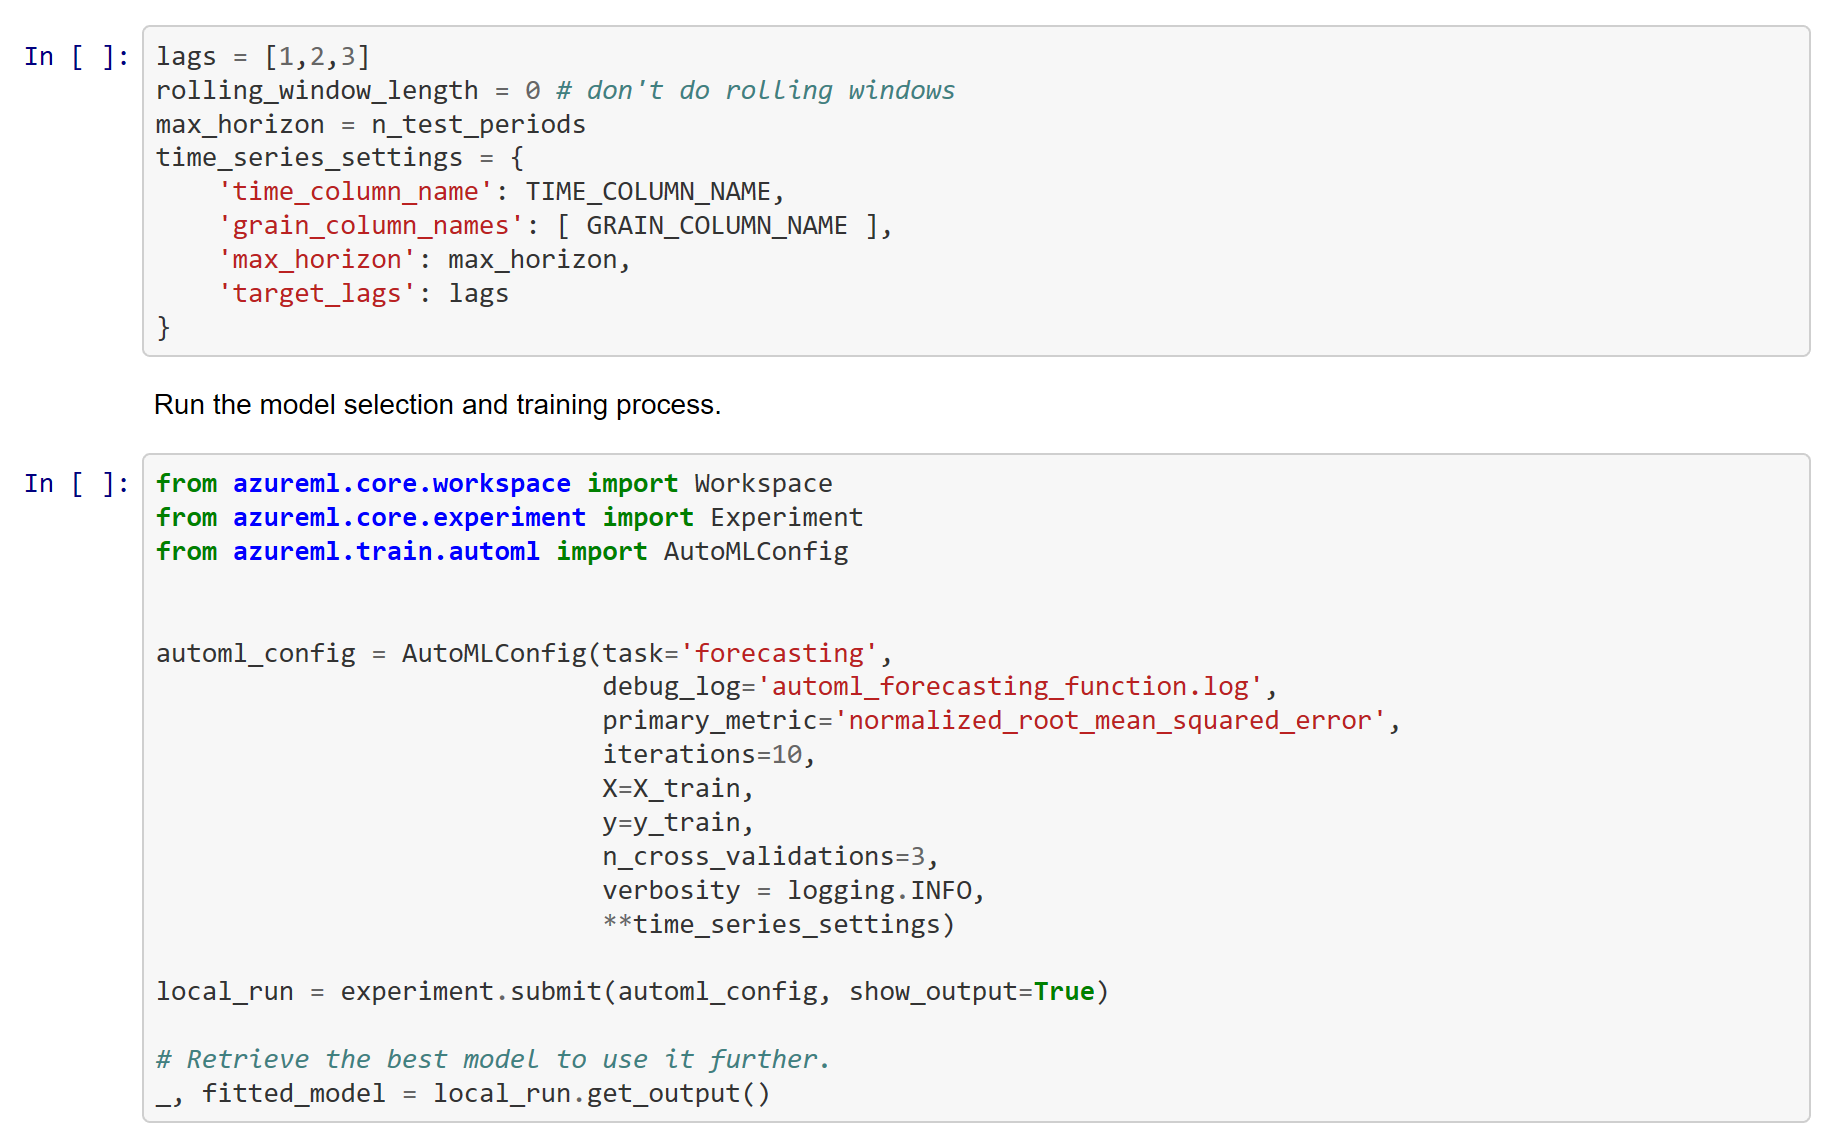 In [ ]:
lags = [1,2,3]
rolling_window_length = 0 # don't do rolling windows
max_horizon = n_test_periods
time_series_settings = {
    'time_column_name': TIME_COLUMN_NAME,
    'grain_column_names': [ GRAIN_COLUMN_NAME ],
    'max_horizon': max_horizon,
    'target_lags': lags
}
Run the model selection and training process.
In [ ]:
from azureml.core.workspace import Workspace
from azureml.core.experiment import Experiment
from azureml.train.automl import AutoMLConfig
automl_config = AutoMLConfig(task='forecasting',
                             debug_log='automl_forecasting_function.log',
                             primary_metric='normalized_root_mean_squared_error',
                             iterations=10,
                             X=X_train,
                             y=y_train,
                             n_cross_validations=3,
                             verbosity = logging.INFO,
                             **time_series_settings)
local_run = experiment.submit(automl_config, show_output=True)
# Retrieve the best model to use it further.
_, fitted_model = local_run.get_output()